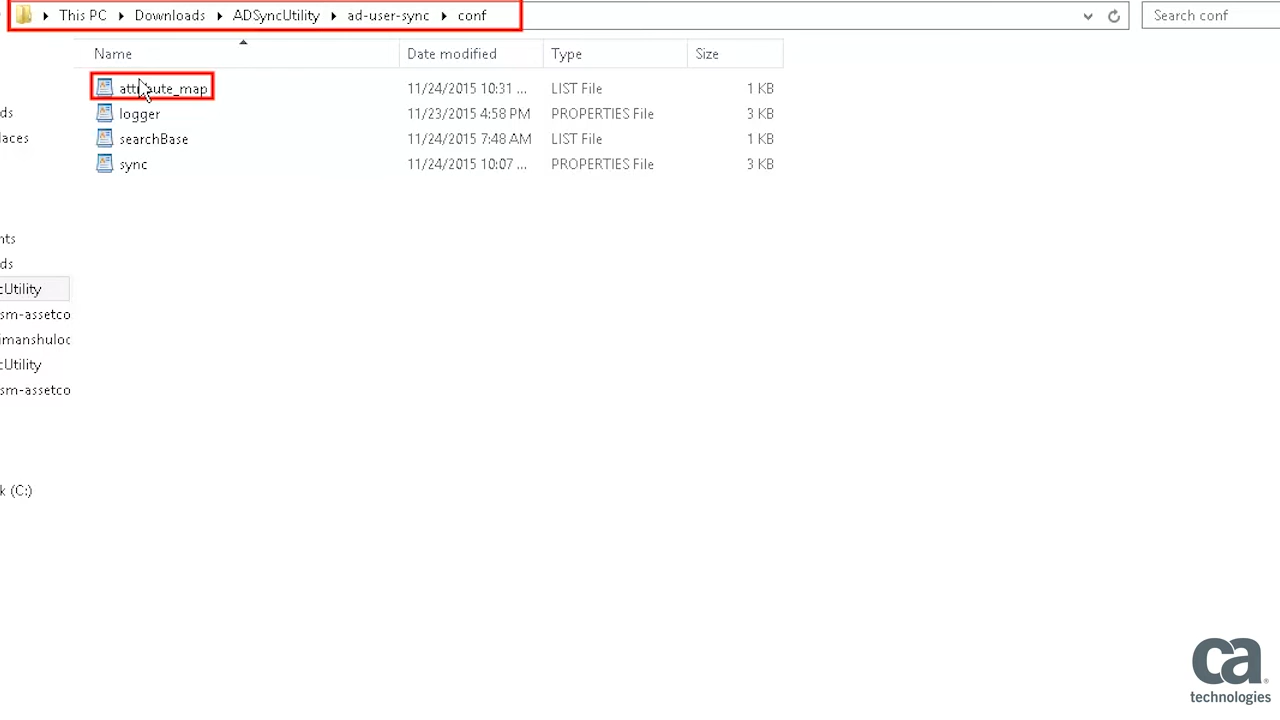 This PC Downloads ADSyncUtility ad-user-sync conf Search conf
Name Date modified Type Size
attribute_map 11/24/2015 10:31 ... LIST File 1 KB
ds
logger 11/23/2015 4:58 PM PROPERTIES File 3 KB
laces
searchBase 11/24/2015 7:48 AM LIST File 1 KB
sync 11/24/2015 10:07 ... PROPERTIES File 3 KB
nts
ds
cUtility
sm-assetco
imanshuloc
cUtility
sm-assetco
k (C:)
ca
technologies